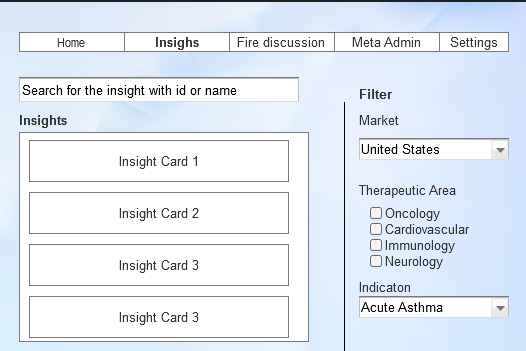 Home Insighs Fire discussion Meta Admin Settings
Search for the insight with id or name
Insights
Insight Card 1
Insight Card 2
Insight Card 3
Insight Card 3
Filter
Market
United States
Therapeutic Area
Oncology
Cardiovascular
Immunology
Neurology
Indicaton
Acute Asthma